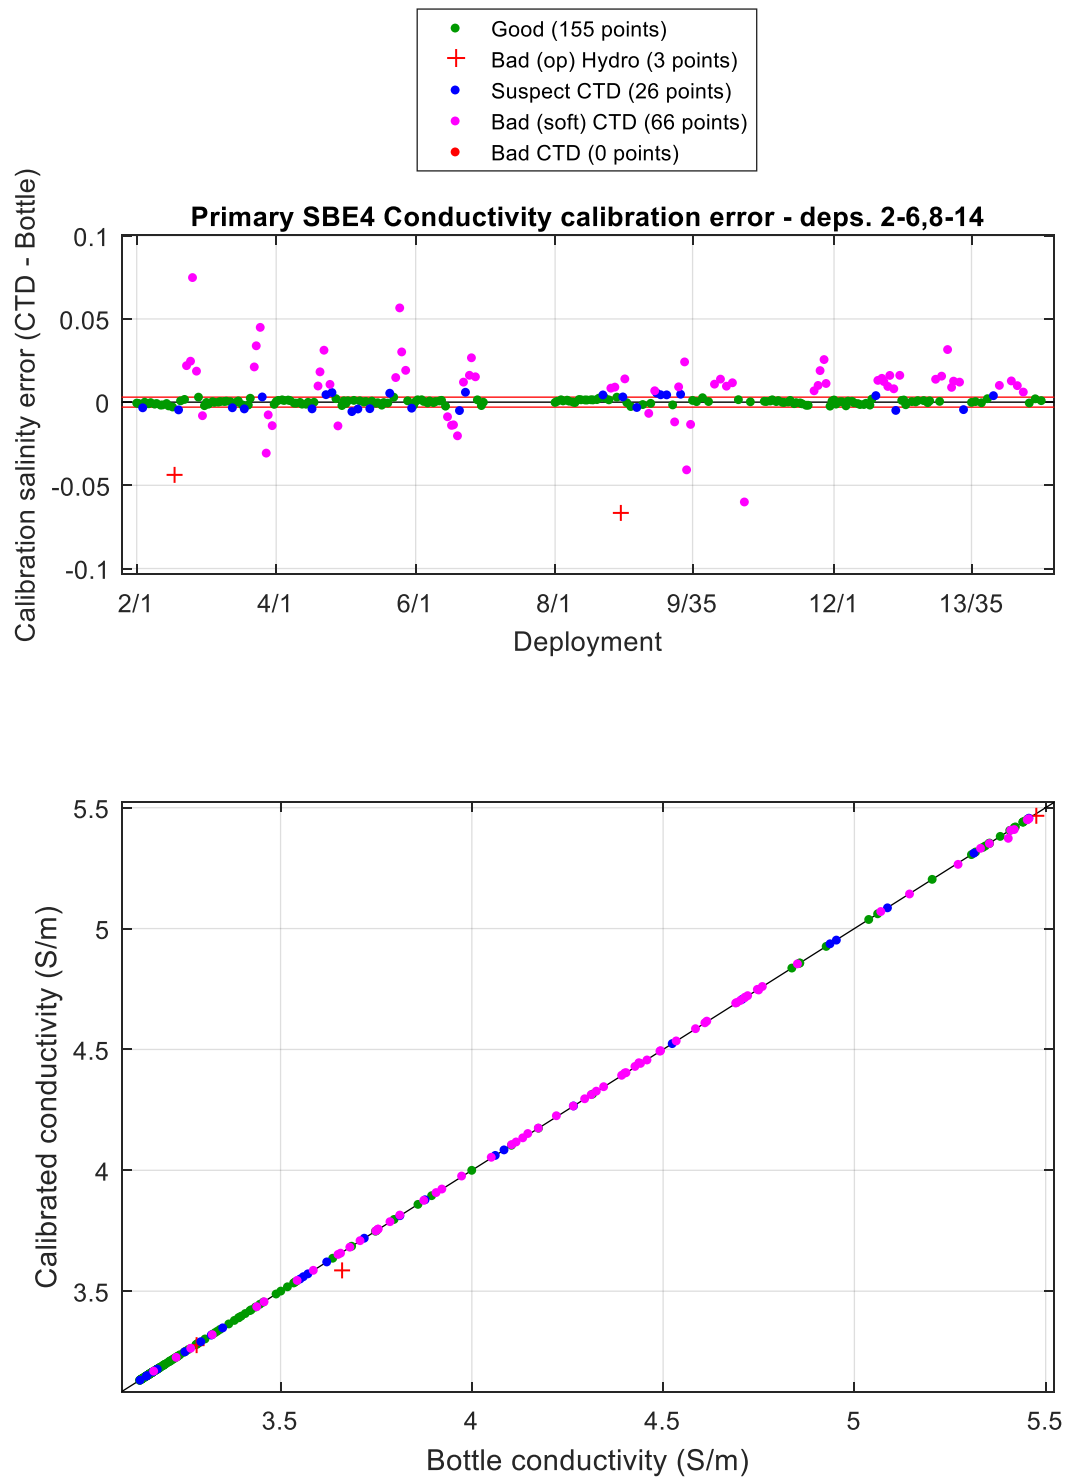 Good (155 points)
Bad (op) Hydro (3 points)
Suspect CTD (26 points)
Bad (soft) CTD (66 points)
Bad CTD (0 points)
Primary SBE4 Conductivity calibration error - deps. 2-6,8-14
Calibration salinity error (CTD - Bottle)
0.1
0.05
0
-0.05
-0.1
2/1 4/1 6/1 8/1 9/35 12/1 13/35
Deployment
Calibrated conductivity (S/m)
5.5
5
4.5
4
3.5
3.5 4 4.5 5 5.5
Bottle conductivity (S/m)